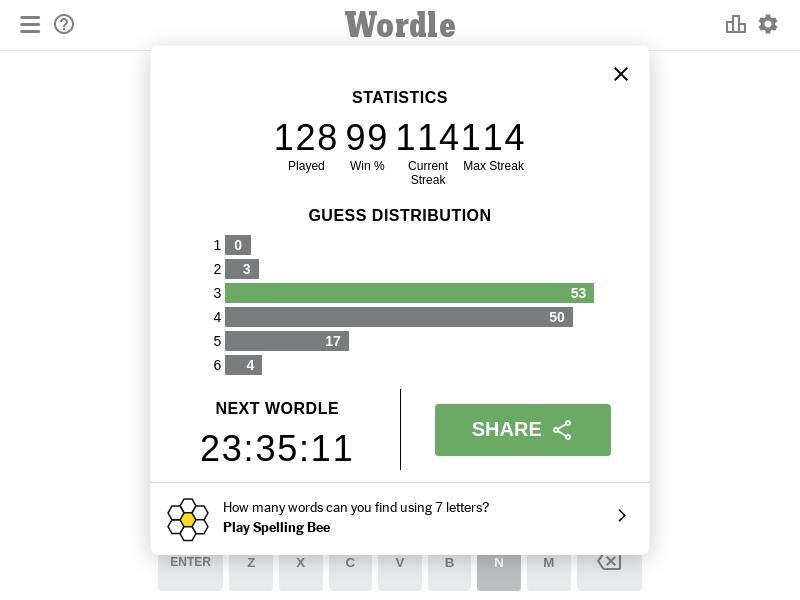 Wordle
STATISTICS
128 99 114 114
Played Win % Current Streak Max Streak
GUESS DISTRIBUTION
1 0
2 3
3 53
4 50
5 17
6 4
NEXT WORDLE
23:35:11
SHARE
How many words can you find using 7 letters?
Play Spelling Bee
ENTER Z X C V B N M